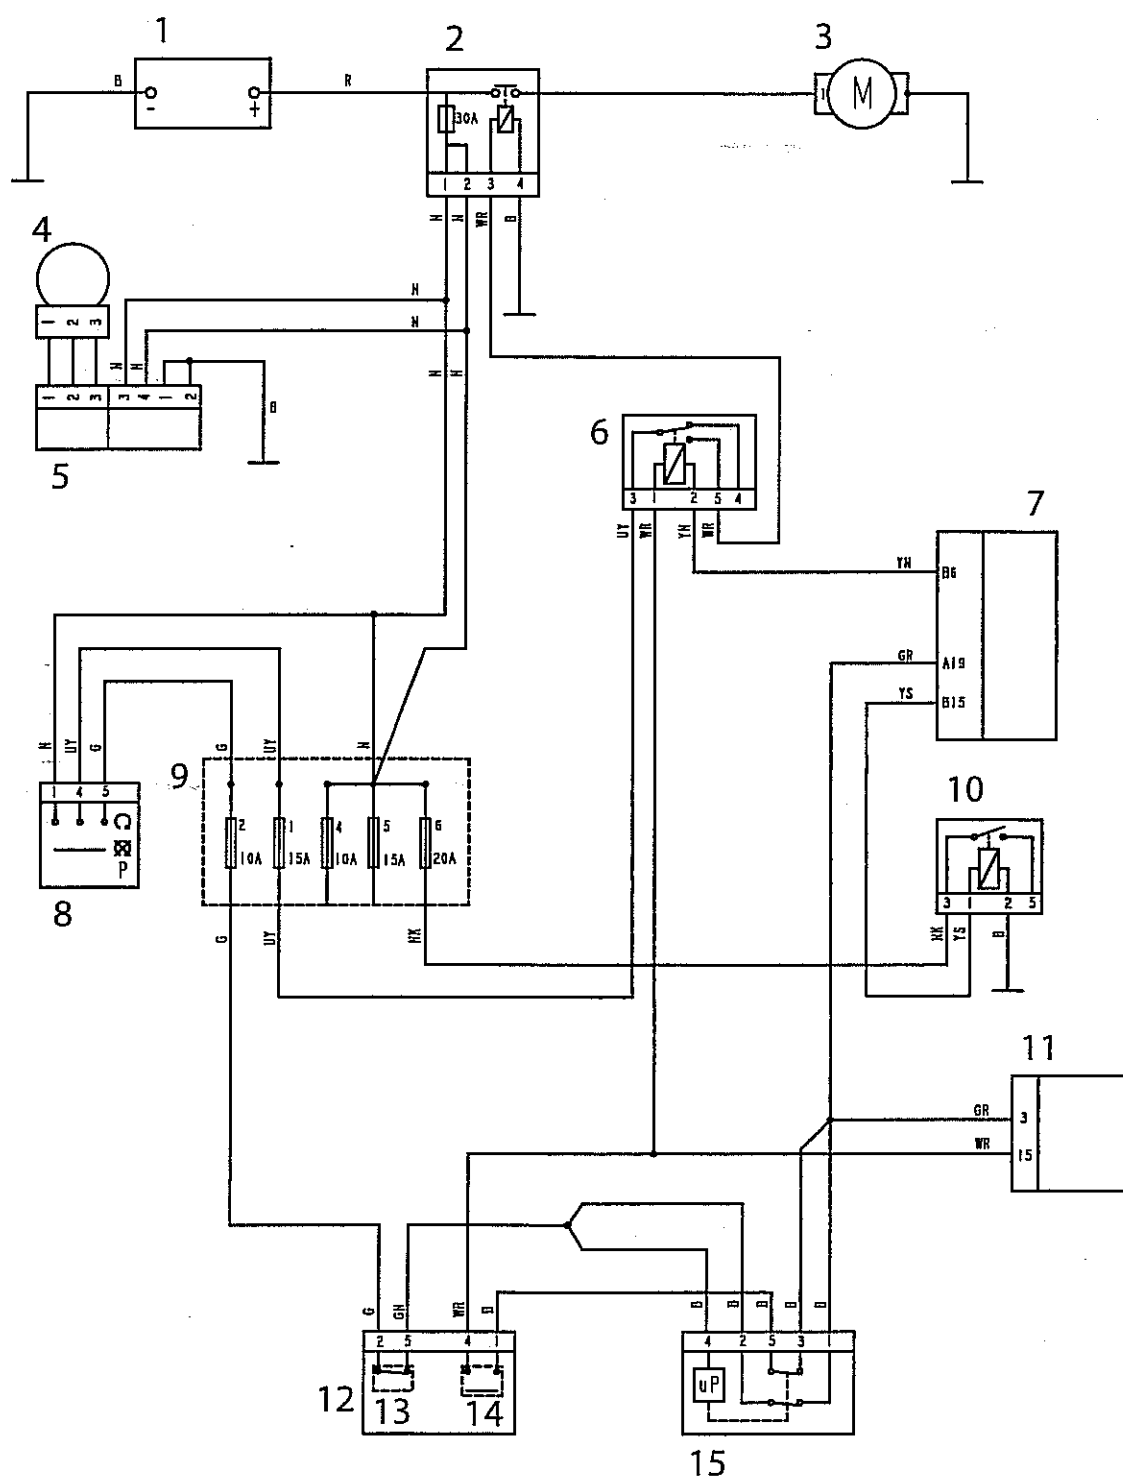 1
2
3
B
R
- +
30A
1 M
1 2 3 4
N N WR B
4
N
1 2 3
N
N N
N N
1 2 3 3 4 1 2
B
5
6
3 1 2 5 4
UY WR YN WR
7
YN B6
GR A19
YS B15
N UY G
G UY N
9
1 4 5
P
8
2 1 4 5 6
10A 15A 10A 15A 20A
10
3 1 2 5
NK YS B
G UY NK
11
GR 3
WR 15
G GN WR B
B B B B B
2 5 4 1
4 2 5 3 1
12
13 14
uP
15